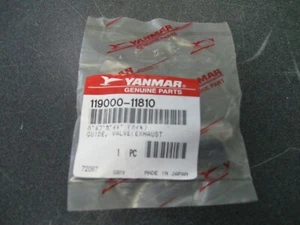 YANMAR
GENUINE PARTS
119000-11810
GUIDE, VALVE:EXHAUST
1 PC
MADE IN JAPAN